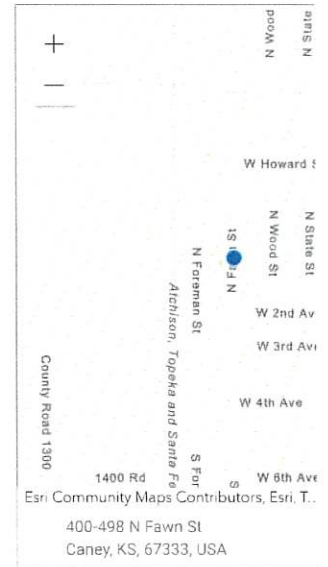 +
N Wood
N State
—
W Howard S
N Foreman St
N Fa St
N Wood St
N State St
W 2nd Av
Atchison, Topeka and Santa Fe
W 3rd Av
County Road 1300
W 4th Ave
1400 Rd
S For
S
W 6th Ave
Esri Community Maps Contributors, Esri, T...
400-498 N Fawn St
Caney, KS, 67333, USA